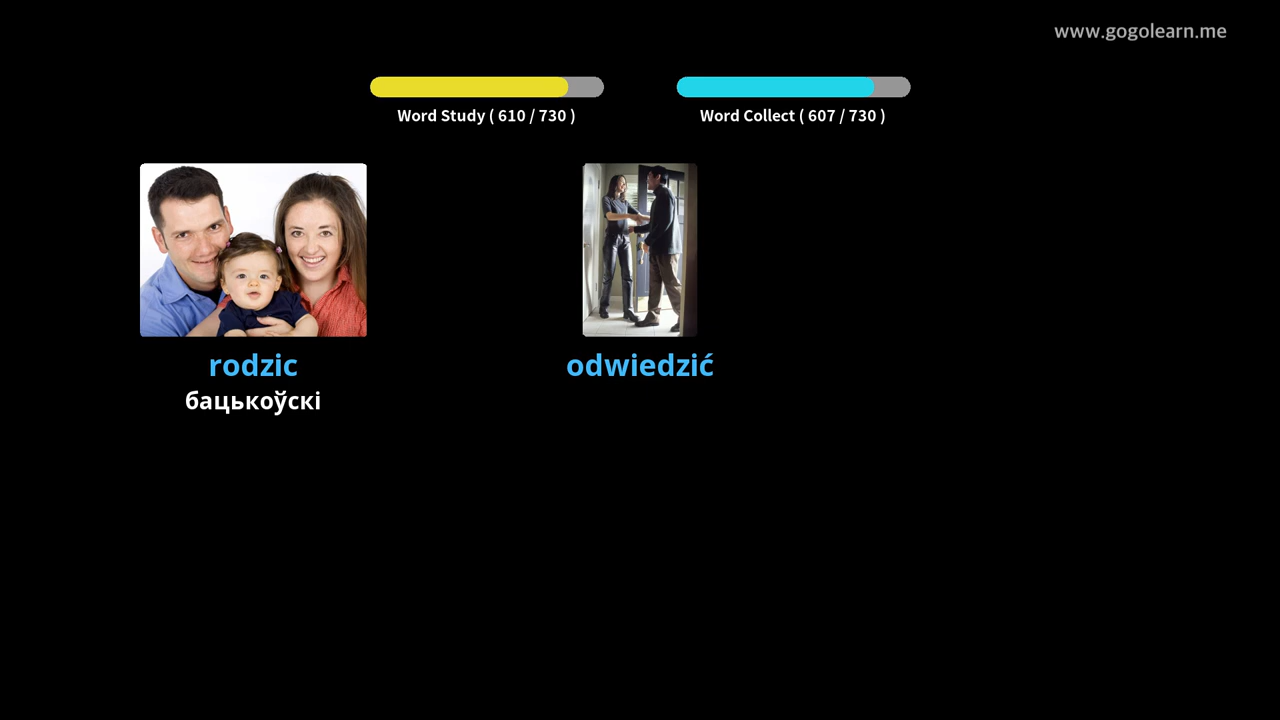 www.gogolearn.me
Word Study ( 610 / 730 )
Word Collect ( 607 / 730 )
rodzic
бацькоўскі
odwiedzić